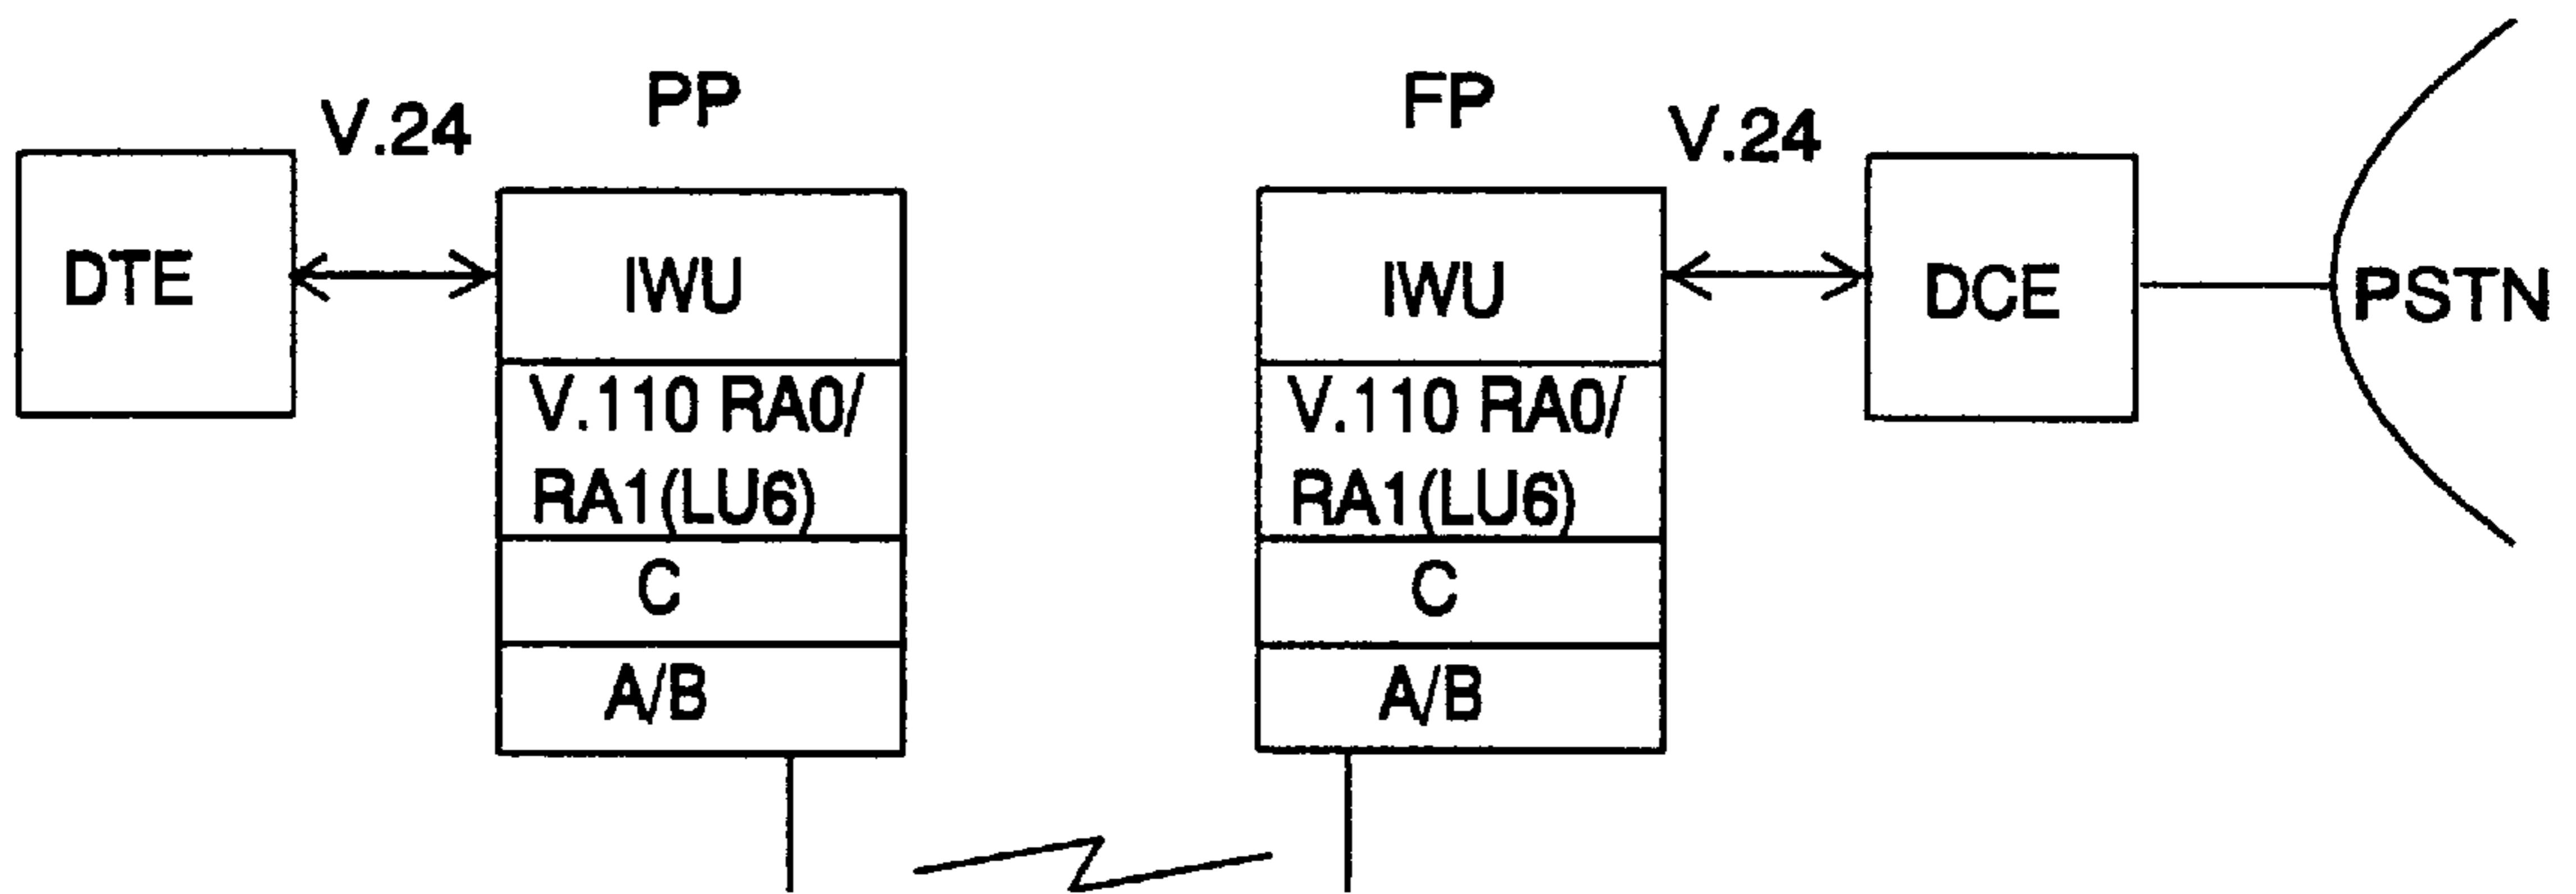 PP
FP
V.24
V.24
DTE
IWU
IWU
DCE
PSTN
V.110 RA0/
RA1(LU6)
V.110 RA0/
RA1(LU6)
C
C
A/B
A/B